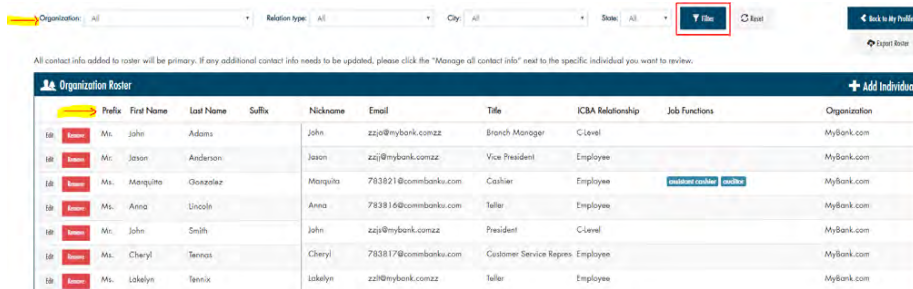 Organization: All Relation type: All City: All State: All Filter Reset Back to My Profile
Export Roster
All contact info added to roster will be primary. If any additional contact info needs to be updated, please click the "Manage all contact info" next to the specific individual you want to review.
Organization Roster Add Individua
Prefix First Name Last Name Suffix Nickname Email Title ICBA Relationship Job Functions Organization
Edit Remove Ms. John Adams John zzja@mybank.comzz Branch Manager C-Level MyBank.com
Edit Remove Mr. Jason Anderson Jason zzjj@mybank.comzz Vice President Employee MyBank.com
Edit Remove Ms. Marquita Gonzalez Marquita 783821@commbanku.com Cashier Employee assistant cashier auditor MyBank.com
Edit Remove Ms. Anna Lincoln Anna 783816@commbanku.com Teller Employee MyBank.com
Edit Remove Mr. John Smith John zzjs@mybank.comzz President C-Level MyBank.com
Edit Remove Ms. Cheryl Tennas Cheryl 783817@commbanku.com Customer Service Repres Employee MyBank.com
Edit Remove Ms. Lakelyn Tennix Lakelyn zzlt@mybank.comzz Teller Employee MyBank.com